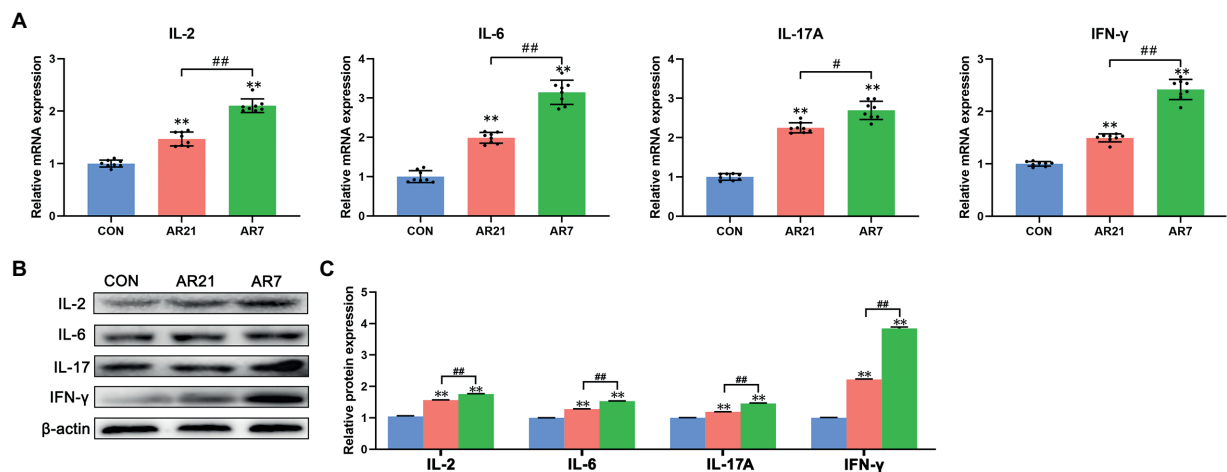 A
IL-2
Relative mRNA expression
3
2
1
0
**
**
##
CON AR21 AR7
IL-6
Relative mRNA expression
4
3
2
1
0
**
**
##
CON AR21 AR7
IL-17A
Relative mRNA expression
4
3
2
1
0
**
**
#
CON AR21 AR7
IFN-γ
Relative mRNA expression
3
2
1
0
**
**
##
CON AR21 AR7
B
CON AR21 AR7
IL-2
IL-6
IL-17
IFN-γ
β-actin
C
Relative protein expression
5
4
3
2
1
0
** ** ##
** ** ##
** ** ##
** ** ##
IL-2 IL-6 IL-17A IFN-γ